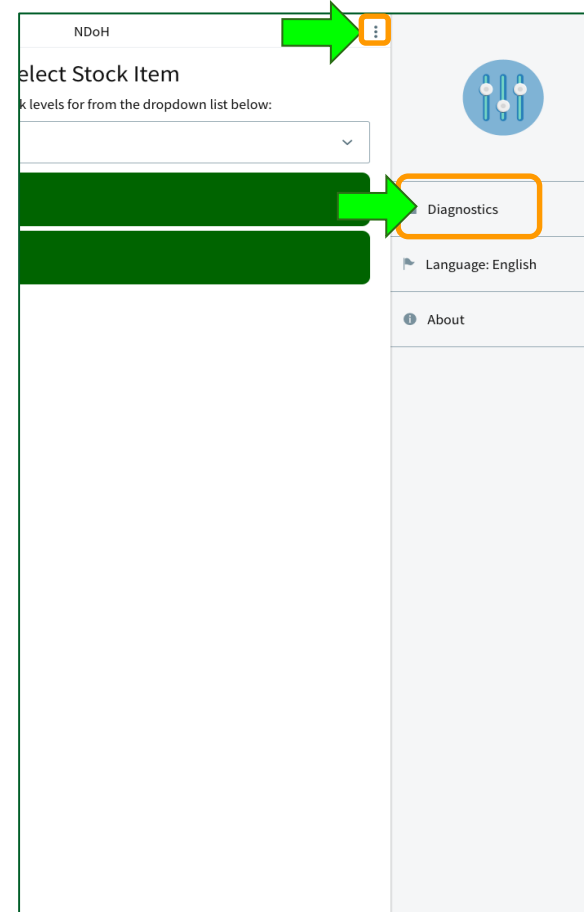 NDoH
elect Stock Item
k levels for from the dropdown list below:
Diagnostics
Language: English
About